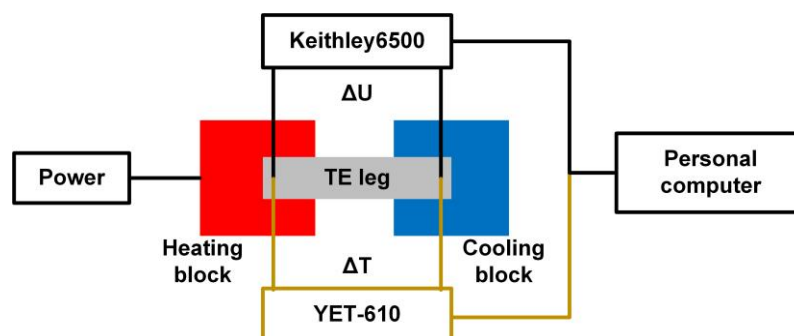 Keithley6500
ΔU
Power
TE leg
Personal
computer
Heating
block
Cooling
block
ΔT
YET-610